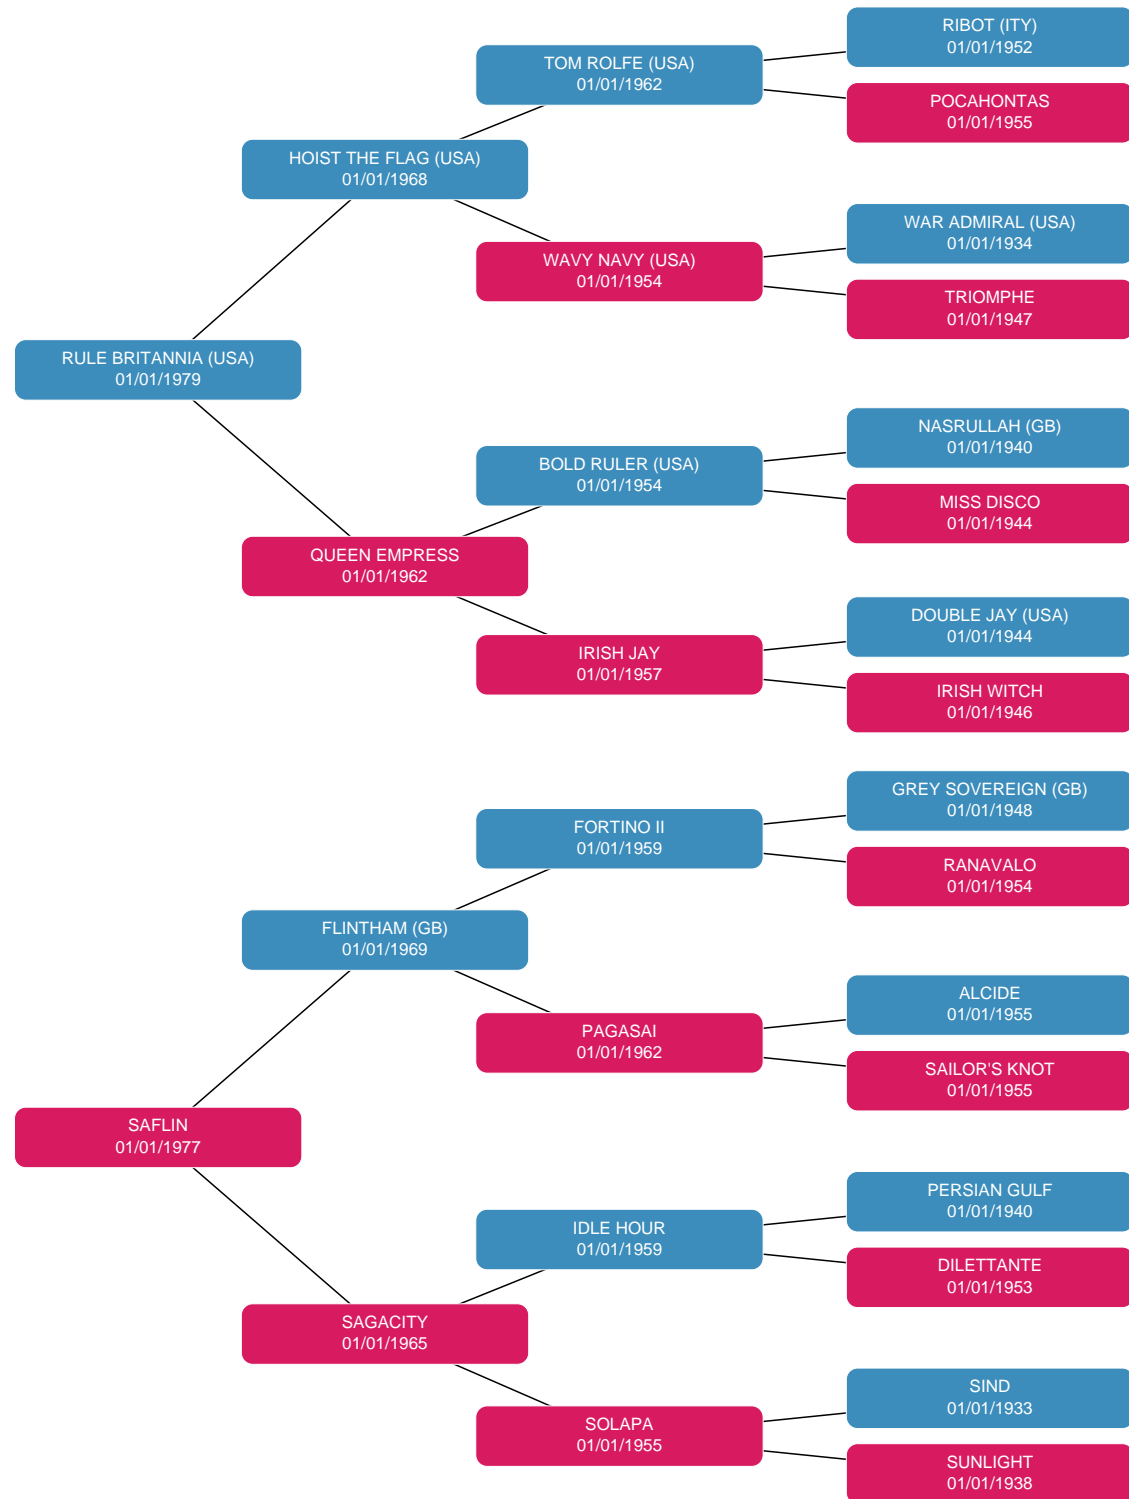 RIBOT (ITY)
01/01/1952
TOM ROLFE (USA)
01/01/1962
POCAHONTAS
01/01/1955
HOIST THE FLAG (USA)
01/01/1968
WAR ADMIRAL (USA)
01/01/1934
WAVY NAVY (USA)
01/01/1954
TRIOMPHE
01/01/1947
RULE BRITANNIA (USA)
01/01/1979
NASRULLAH (GB)
01/01/1940
BOLD RULER (USA)
01/01/1954
MISS DISCO
01/01/1944
QUEEN EMPRESS
01/01/1962
DOUBLE JAY (USA)
01/01/1944
IRISH JAY
01/01/1957
IRISH WITCH
01/01/1946
GREY SOVEREIGN (GB)
01/01/1948
FORTINO II
01/01/1959
RANAVALO
01/01/1954
FLINTHAM (GB)
01/01/1969
ALCIDE
01/01/1955
PAGASAI
01/01/1962
SAILOR'S KNOT
01/01/1955
SAFLIN
01/01/1977
PERSIAN GULF
01/01/1940
IDLE HOUR
01/01/1959
DILETTANTE
01/01/1953
SAGACITY
01/01/1965
SIND
01/01/1933
SOLAPA
01/01/1955
SUNLIGHT
01/01/1938